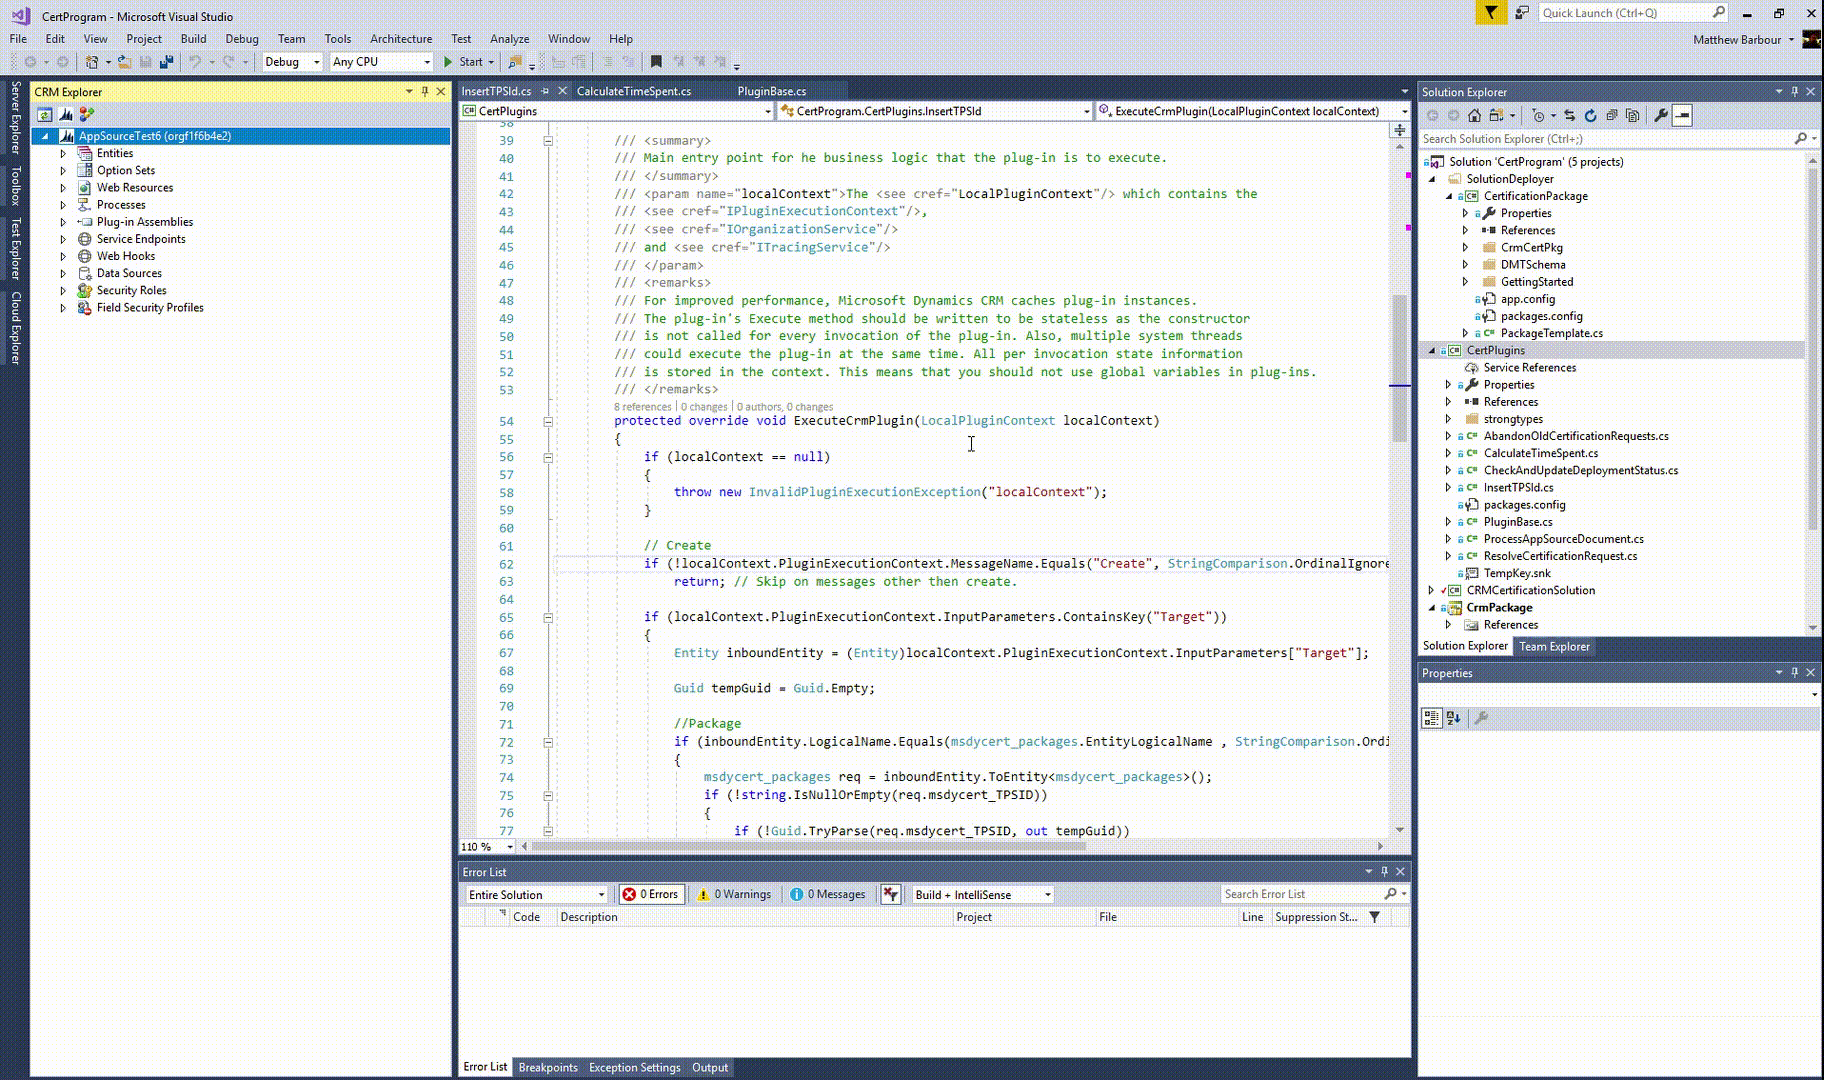 CertProgram - Microsoft Visual Studio
Quick Launch (Ctrl+Q)
File Edit View Project Build Debug Team Tools Architecture Test Analyze Window Help
Matthew Barbour
Debug Any CPU Start
Server Explorer
Toolbox
Test Explorer
Cloud Explorer
CRM Explorer
AppSourceTest6 (orgf1f6b4e2)
Entities
Option Sets
Web Resources
Processes
Plug-in Assemblies
Service Endpoints
Web Hooks
Data Sources
Security Roles
Field Security Profiles
InsertTPSId.cs CalculateTimeSpent.cs PluginBase.cs
CertPlugins CertProgram.CertPlugins.InsertTPSId ExecuteCrmPlugin(LocalPluginContext localContext)
38
39 /// <summary>
40 /// Main entry point for he business logic that the plug-in is to execute.
41 /// </summary>
42 /// <param name="localContext">The <see cref="LocalPluginContext"/> which contains the
43 /// <see cref="IPluginExecutionContext"/>,
44 /// <see cref="IOrganizationService"/>
45 /// and <see cref="ITracingService"/>
46 /// </param>
47 /// <remarks>
48 /// For improved performance, Microsoft Dynamics CRM caches plug-in instances.
49 /// The plug-in's Execute method should be written to be stateless as the constructor
50 /// is not called for every invocation of the plug-in. Also, multiple system threads
51 /// could execute the plug-in at the same time. All per invocation state information
52 /// is stored in the context. This means that you should not use global variables in plug-ins.
53 /// </remarks>
8 references | 0 changes | 0 authors, 0 changes
54 protected override void ExecuteCrmPlugin(LocalPluginContext localContext)
55 {
56 if (localContext == null)
57 {
58 throw new InvalidPluginExecutionException("localContext");
59 }
60
61 // Create
62 if (!localContext.PluginExecutionContext.MessageName.Equals("Create", StringComparison.OrdinalIgnore
63 return; // Skip on messages other then create.
64
65 if (localContext.PluginExecutionContext.InputParameters.ContainsKey("Target"))
66 {
67 Entity inboundEntity = (Entity)localContext.PluginExecutionContext.InputParameters["Target"];
68
69 Guid tempGuid = Guid.Empty;
70
71 //Package
72 if (inboundEntity.LogicalName.Equals(msdycert_packages.EntityLogicalName , StringComparison.Ordi
73 {
74 msdycert_packages req = inboundEntity.ToEntity<msdycert_packages>();
75 if (!string.IsNullOrEmpty(req.msdycert_TPSID))
76 {
77 if (!Guid.TryParse(req.msdycert_TPSID, out tempGuid))
110 %
Error List
Entire Solution 0 Errors 0 Warnings 0 Messages Build + IntelliSense Search Error List
Code Description Project File Line Suppression St...
Error List Breakpoints Exception Settings Output
Solution Explorer
Search Solution Explorer (Ctrl+;)
Solution 'CertProgram' (5 projects)
SolutionDeployer
CertificationPackage
Properties
References
CrmCertPkg
DMTSchema
GettingStarted
app.config
packages.config
PackageTemplate.cs
CertPlugins
Service References
Properties
References
strongtypes
AbandonOldCertificationRequests.cs
CalculateTimeSpent.cs
CheckAndUpdateDeploymentStatus.cs
InsertTPSId.cs
packages.config
PluginBase.cs
ProcessAppSourceDocument.cs
ResolveCertificationRequest.cs
TempKey.snk
CRMCertificationSolution
CrmPackage
References
Solution Explorer Team Explorer
Properties